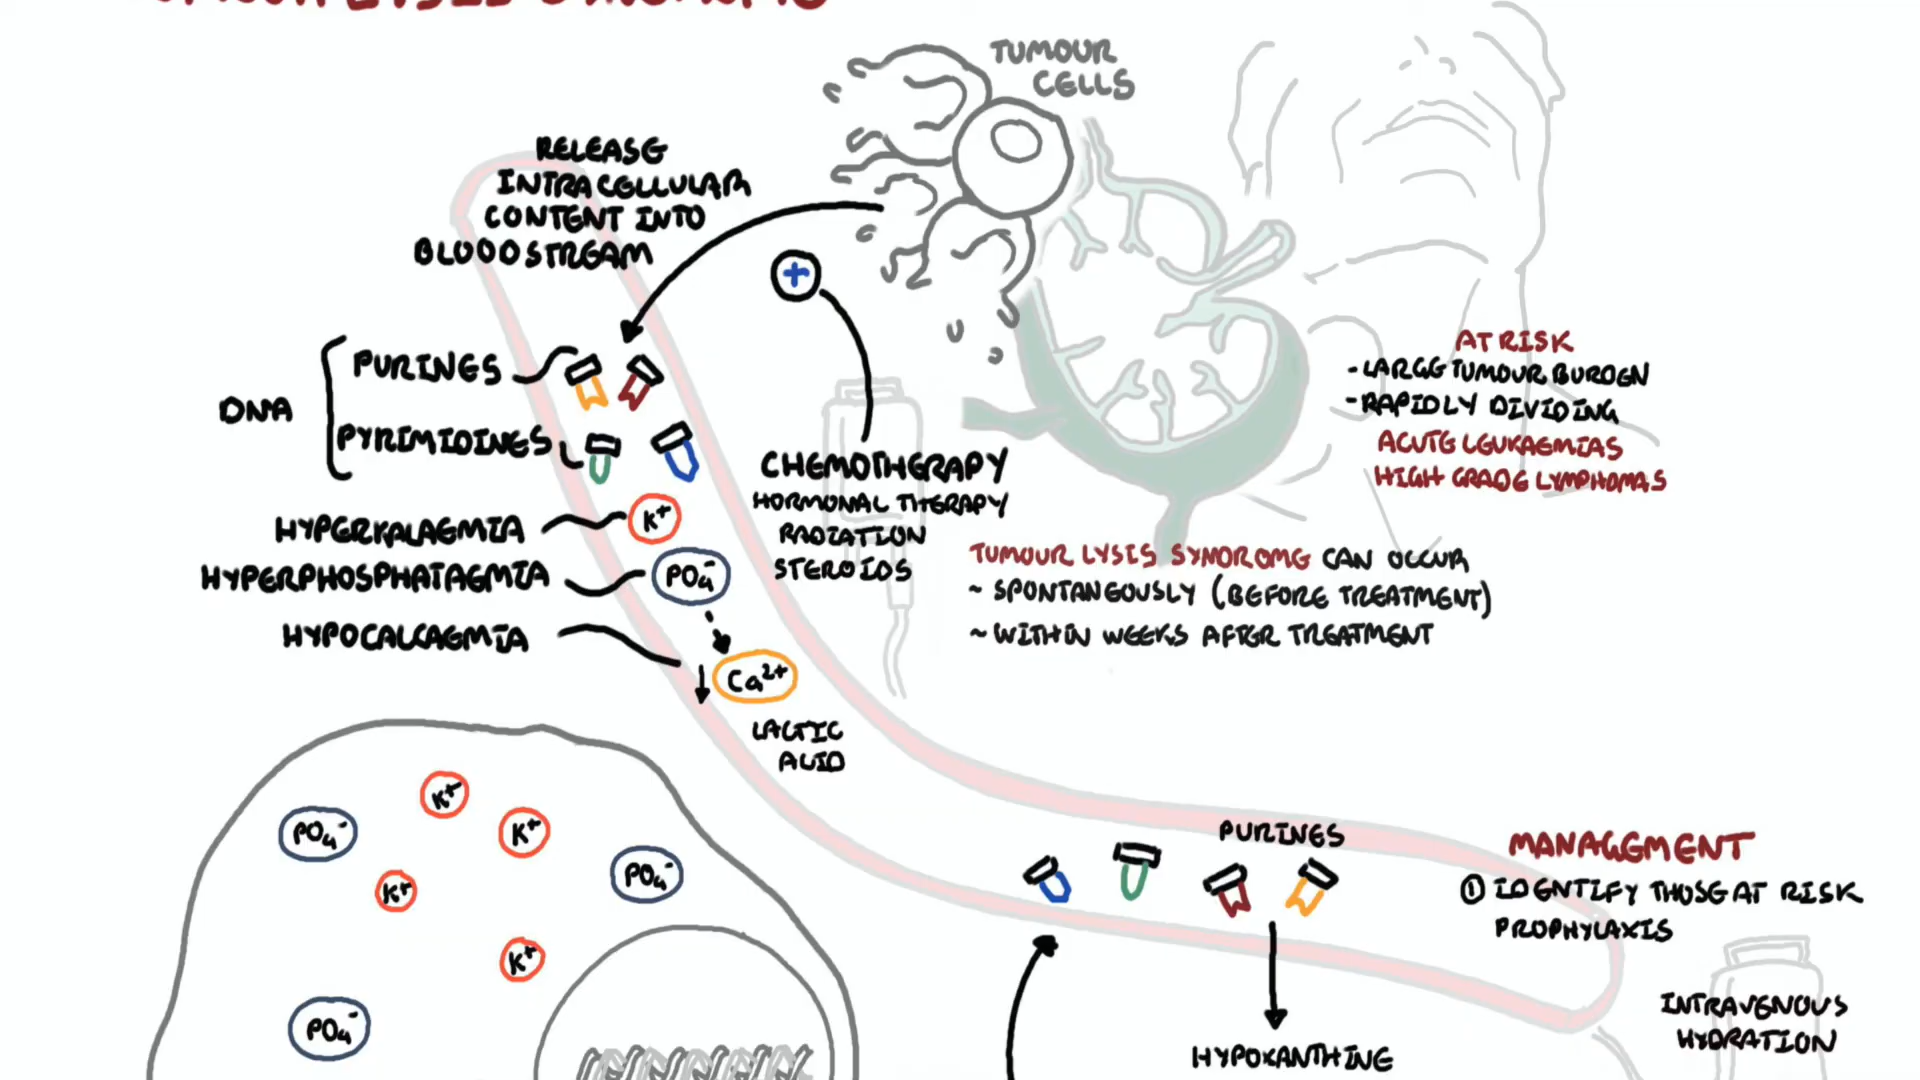 TUMOUR
CELLS
RELEASE
INTRACELLULAR
CONTENT INTO
BLOODSTREAM
+
DNA
PURINES
PYRIMIDINES
HYPERKALAEMIA
K+
HYPERPHOSPHATAEMIA
PO4-
HYPOCALCAEMIA
↓ Ca2+
LACTIC
ACID
CHEMOTHERAPY
HORMONAL THERAPY
RADIATION
STEROIDS
AT RISK
- LARGE TUMOUR BURDEN
- RAPIDLY DIVIDING
ACUTE LEUKAEMIAS
HIGH GRADE LYMPHOMAS
TUMOUR LYSIS SYNDROME CAN OCCUR
~ SPONTANEOUSLY (BEFORE TREATMENT)
~ WITHIN WEEKS AFTER TREATMENT
PO4-
K+
K+
K+
PO4-
K+
PO4-
PURINES
HYPOXANTHINE
MANAGEMENT
① IDENTIFY THOSE AT RISK
PROPHYLAXIS
INTRAVENOUS
HYDRATION